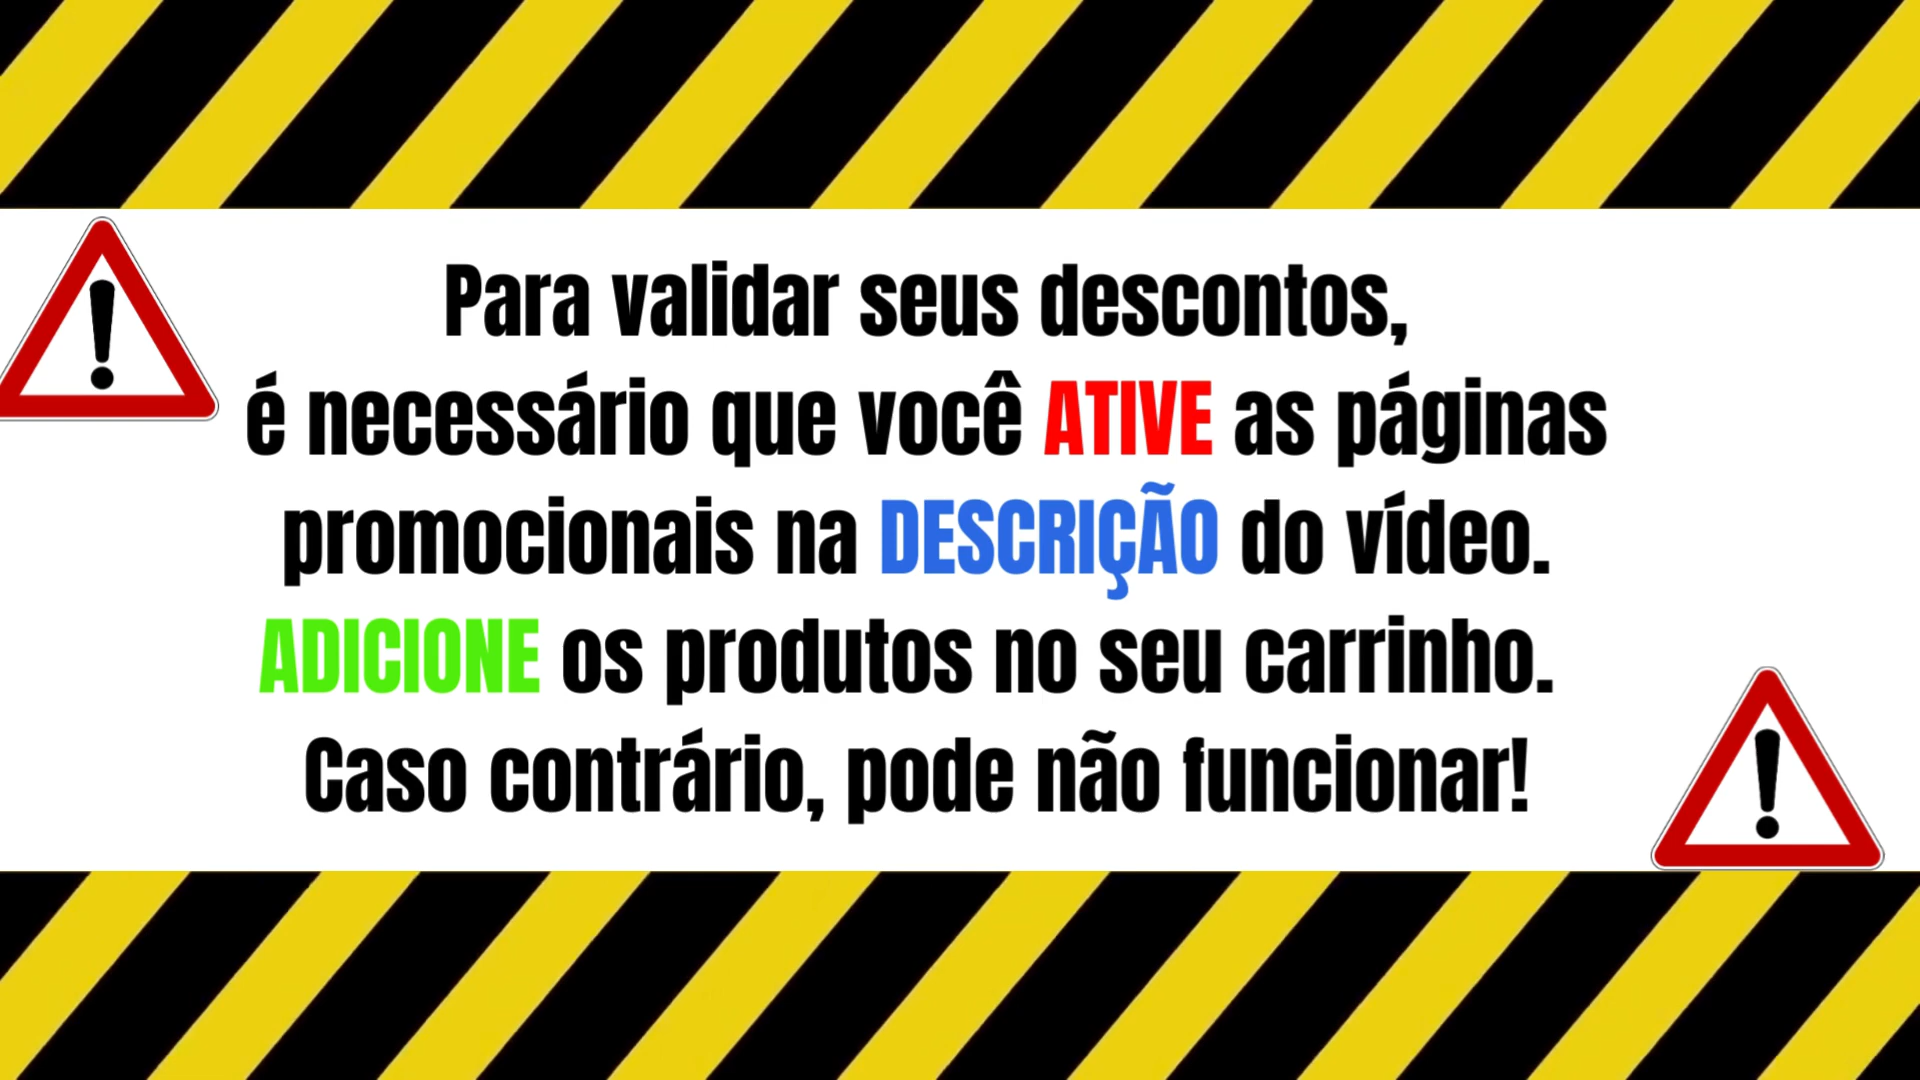 Para validar seus descontos,
é necessário que você ATIVE as páginas
promocionais na DESCRIÇÃO do vídeo.
ADICIONE os produtos no seu carrinho.
Caso contrário, pode não funcionar!